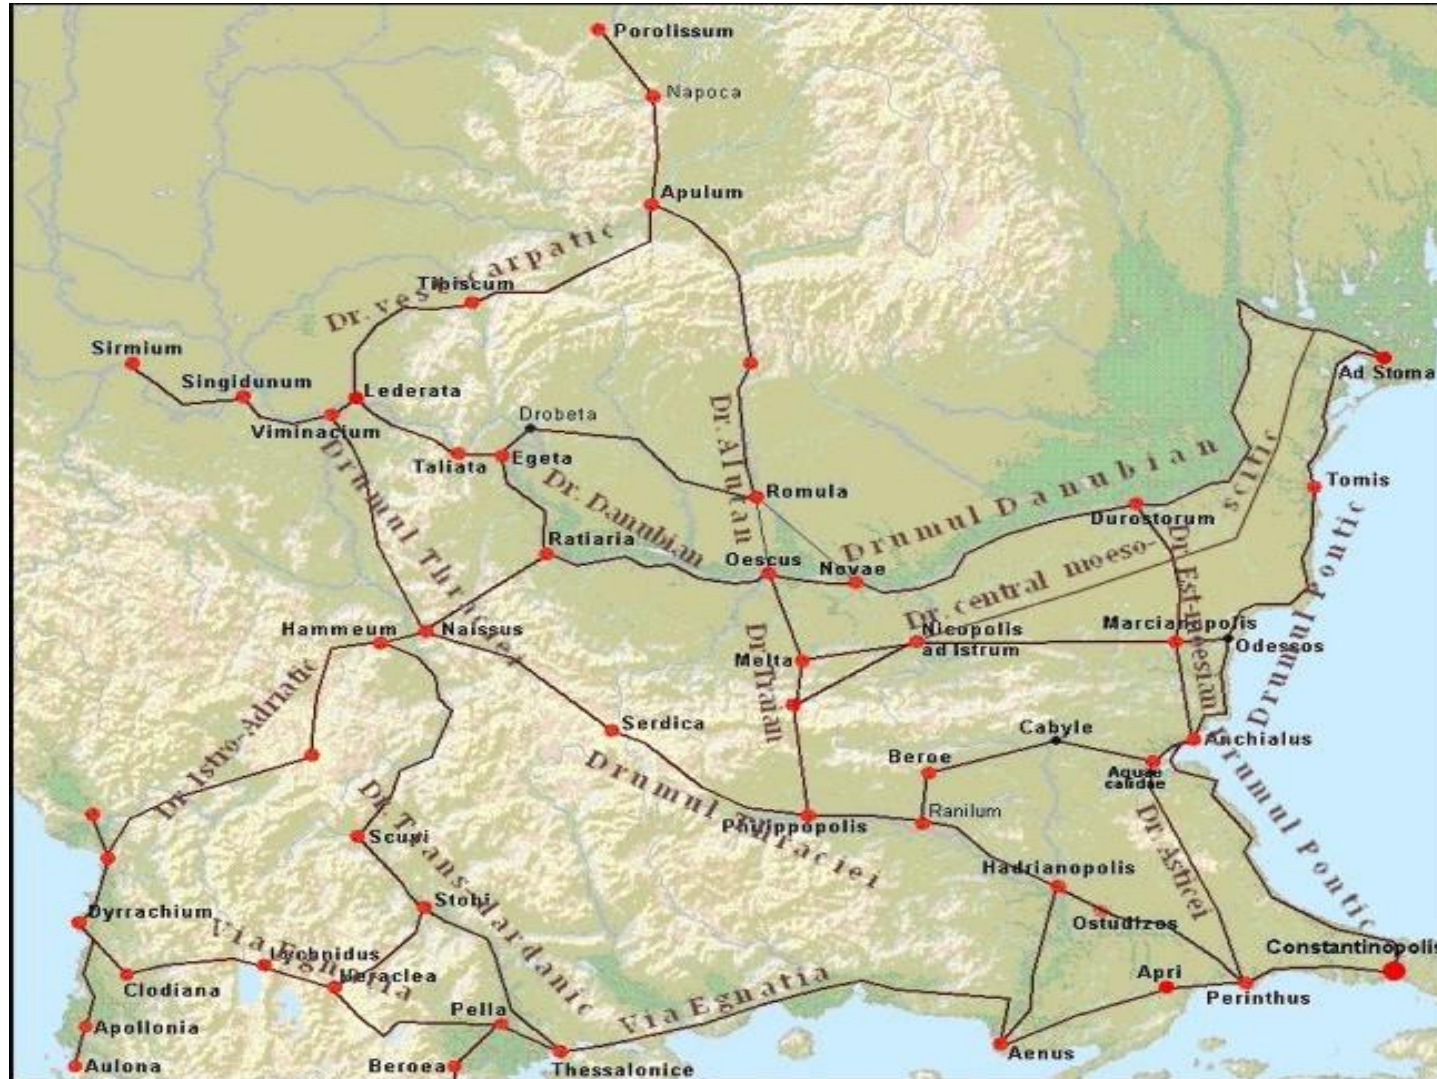 Porolissum
Napoca
Apulum
Dr. vest-carpatic
Tibiscum
Sirmium
Singidunum
Lederata
Viminacium
Drobeta
Taliata
Egeta
Dr. Alutan
Romula
Ad Stoma
Tomis
Dr. Danubian
Drumul Danubian
Durostorum
Ratiaria
Oescus
Novae
Drumul Thraciei
Dr. central moeso-
scitic
Dr. Est-moesian
Drumul Pontic
Hammeum
Naissus
Nicopolis
ad Istrum
Marcianopolis
Odessos
Melta
Dr. Traian
Serdica
Cabyle
Anchialus
Beroe
Aquae
calidae
Dr. Istro-Adriatic
Philippopolis
Ranilum
Drumul Thraciei
Drumul Pontic
Dr. Trans-dardanic
Scupi
Hadrianopolis
Dr. Asticei
Ostudizos
Stobi
Dyrrachium
Via Egnatia
Lychnidus
Heraclea
Clodiana
Constantinopolis
Apri
Perinthus
Via Egnatia
Pella
Apollonia
Aenus
Aulona
Beroea
Thessalonice